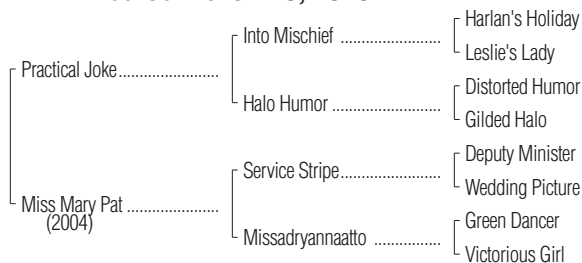 Harlan's Holiday
Into Mischief ....................
Leslie's Lady
Practical Joke....................
Distorted Humor
Halo Humor ......................
Gilded Halo
Deputy Minister
Service Stripe....................
Wedding Picture
Miss Mary Pat ..................
(2004)
Green Dancer
Missadryannaatto .............
Victorious Girl